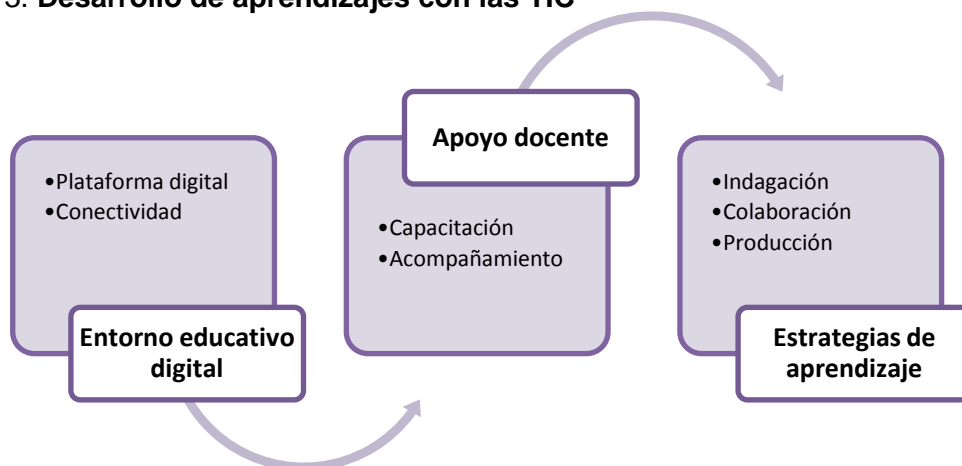 3. Desarrollo de aprendizajes con las TIC
•Plataforma digital
•Conectividad
Entorno educativo
digital
Apoyo docente
•Capacitación
•Acompañamiento
•Indagación
•Colaboración
•Producción
Estrategias de
aprendizaje